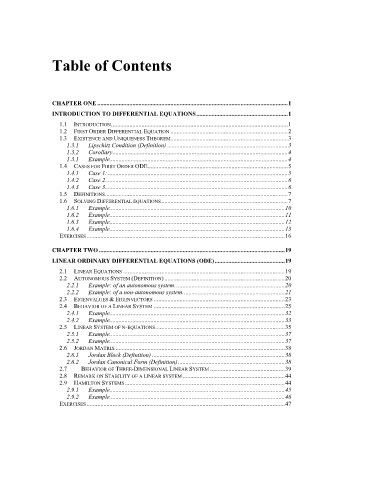 Table of Contents
CHAPTER ONE ... 1
INTRODUCTION TO DIFFERENTIAL EQUATIONS ... 1
1.1 INTRODUCTION ... 1
1.2 FIRST ORDER DIFFERENTIAL EQUATION ... 2
1.3 EXISTENCE AND UNIQUENESS THEOREM ... 3
1.3.1 Lipschitt Condition (Definition) ... 3
1.3.2 Corollary ... 4
1.3.1 Example ... 4
1.4 CASES FOR FIRST ORDER ODE ... 5
1.4.1 Case 1: ... 5
1.4.2 Case 2 ... 6
1.4.3 Case 3 ... 6
1.5 DEFINITIONS ... 7
1.6 SOLVING DIFFERENTIAL EQUATIONS ... 7
1.6.1 Example ... 10
1.6.2 Example ... 11
1.6.3 Example ... 12
1.6.4 Example ... 13
EXERCISES ... 16
CHAPTER TWO ... 19
LINEAR ORDINARY DIFFERENTIAL EQUATIONS (ODE) ... 19
2.1 LINEAR EQUATIONS ... 19
2.2 AUTONOMOUS SYSTEM (DEFINITION) ... 20
2.2.1 Example: of an autonomous system ... 20
2.2.2 Example: of a non-autonomous system ... 21
2.3 EIGENVALUES & EIGENVECTORS ... 23
2.4 BEHAVIOR OF A LINEAR SYSTEM ... 25
2.4.1 Example ... 32
2.4.2 Example ... 33
2.5 LINEAR SYSTEM OF N-EQUATIONS ... 35
2.5.1 Example ... 37
2.5.2 Example ... 37
2.6 JORDAN MATRIX ... 38
2.6.1 Jordan Block (Definition) ... 38
2.6.2 Jordan Canonical Form (Definition) ... 38
2.7 BEHAVIOR OF THREE-DIMENSIONAL LINEAR SYSTEM ... 39
2.8 REMARK ON STABILITY OF A LINEAR SYSTEM ... 44
2.9 HAMILTON SYSTEMS ... 44
2.9.1 Example ... 45
2.9.2 Example ... 46
EXERCISES ... 47